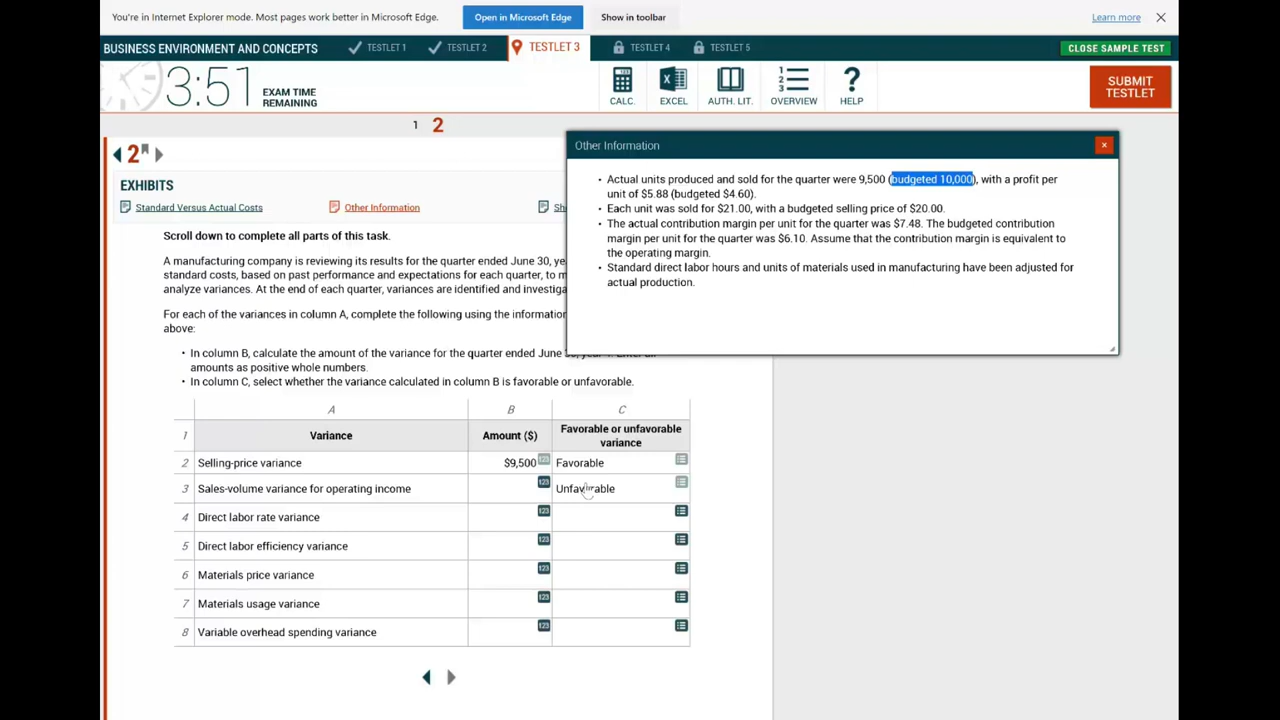 You're in Internet Explorer mode. Most pages work better in Microsoft Edge.
Open in Microsoft Edge
Show in toolbar
Learn more
BUSINESS ENVIRONMENT AND CONCEPTS
TESTLET 1
TESTLET 2
TESTLET 3
TESTLET 4
TESTLET 5
CLOSE SAMPLE TEST
3:51
EXAM TIME
REMAINING
CALC.
EXCEL
AUTH. LIT.
OVERVIEW
HELP
SUBMIT
TESTLET
1 2
2
Other Information
• Actual units produced and sold for the quarter were 9,500 (budgeted 10,000), with a profit per
unit of $5.88 (budgeted $4.60).
• Each unit was sold for $21.00, with a budgeted selling price of $20.00.
• The actual contribution margin per unit for the quarter was $7.48. The budgeted contribution
margin per unit for the quarter was $6.10. Assume that the contribution margin is equivalent to
the operating margin.
• Standard direct labor hours and units of materials used in manufacturing have been adjusted for
actual production.
EXHIBITS
Standard Versus Actual Costs
Other Information
Scroll down to complete all parts of this task.
A manufacturing company is reviewing its results for the quarter ended June 30,
standard costs, based on past performance and expectations for each quarter, to
analyze variances. At the end of each quarter, variances are identified and
For each of the variances in column A, complete the following using the information
above:
• In column B, calculate the amount of the variance for the quarter ended June
amounts as positive whole numbers.
• In column C, select whether the variance calculated in column B is favorable or unfavorable.
A B C
1 Variance Amount ($) Favorable or unfavorable
variance
2 Selling-price variance $9,500 Favorable
3 Sales-volume variance for operating income Unfavorable
4 Direct labor rate variance
5 Direct labor efficiency variance
6 Materials price variance
7 Materials usage variance
8 Variable overhead spending variance